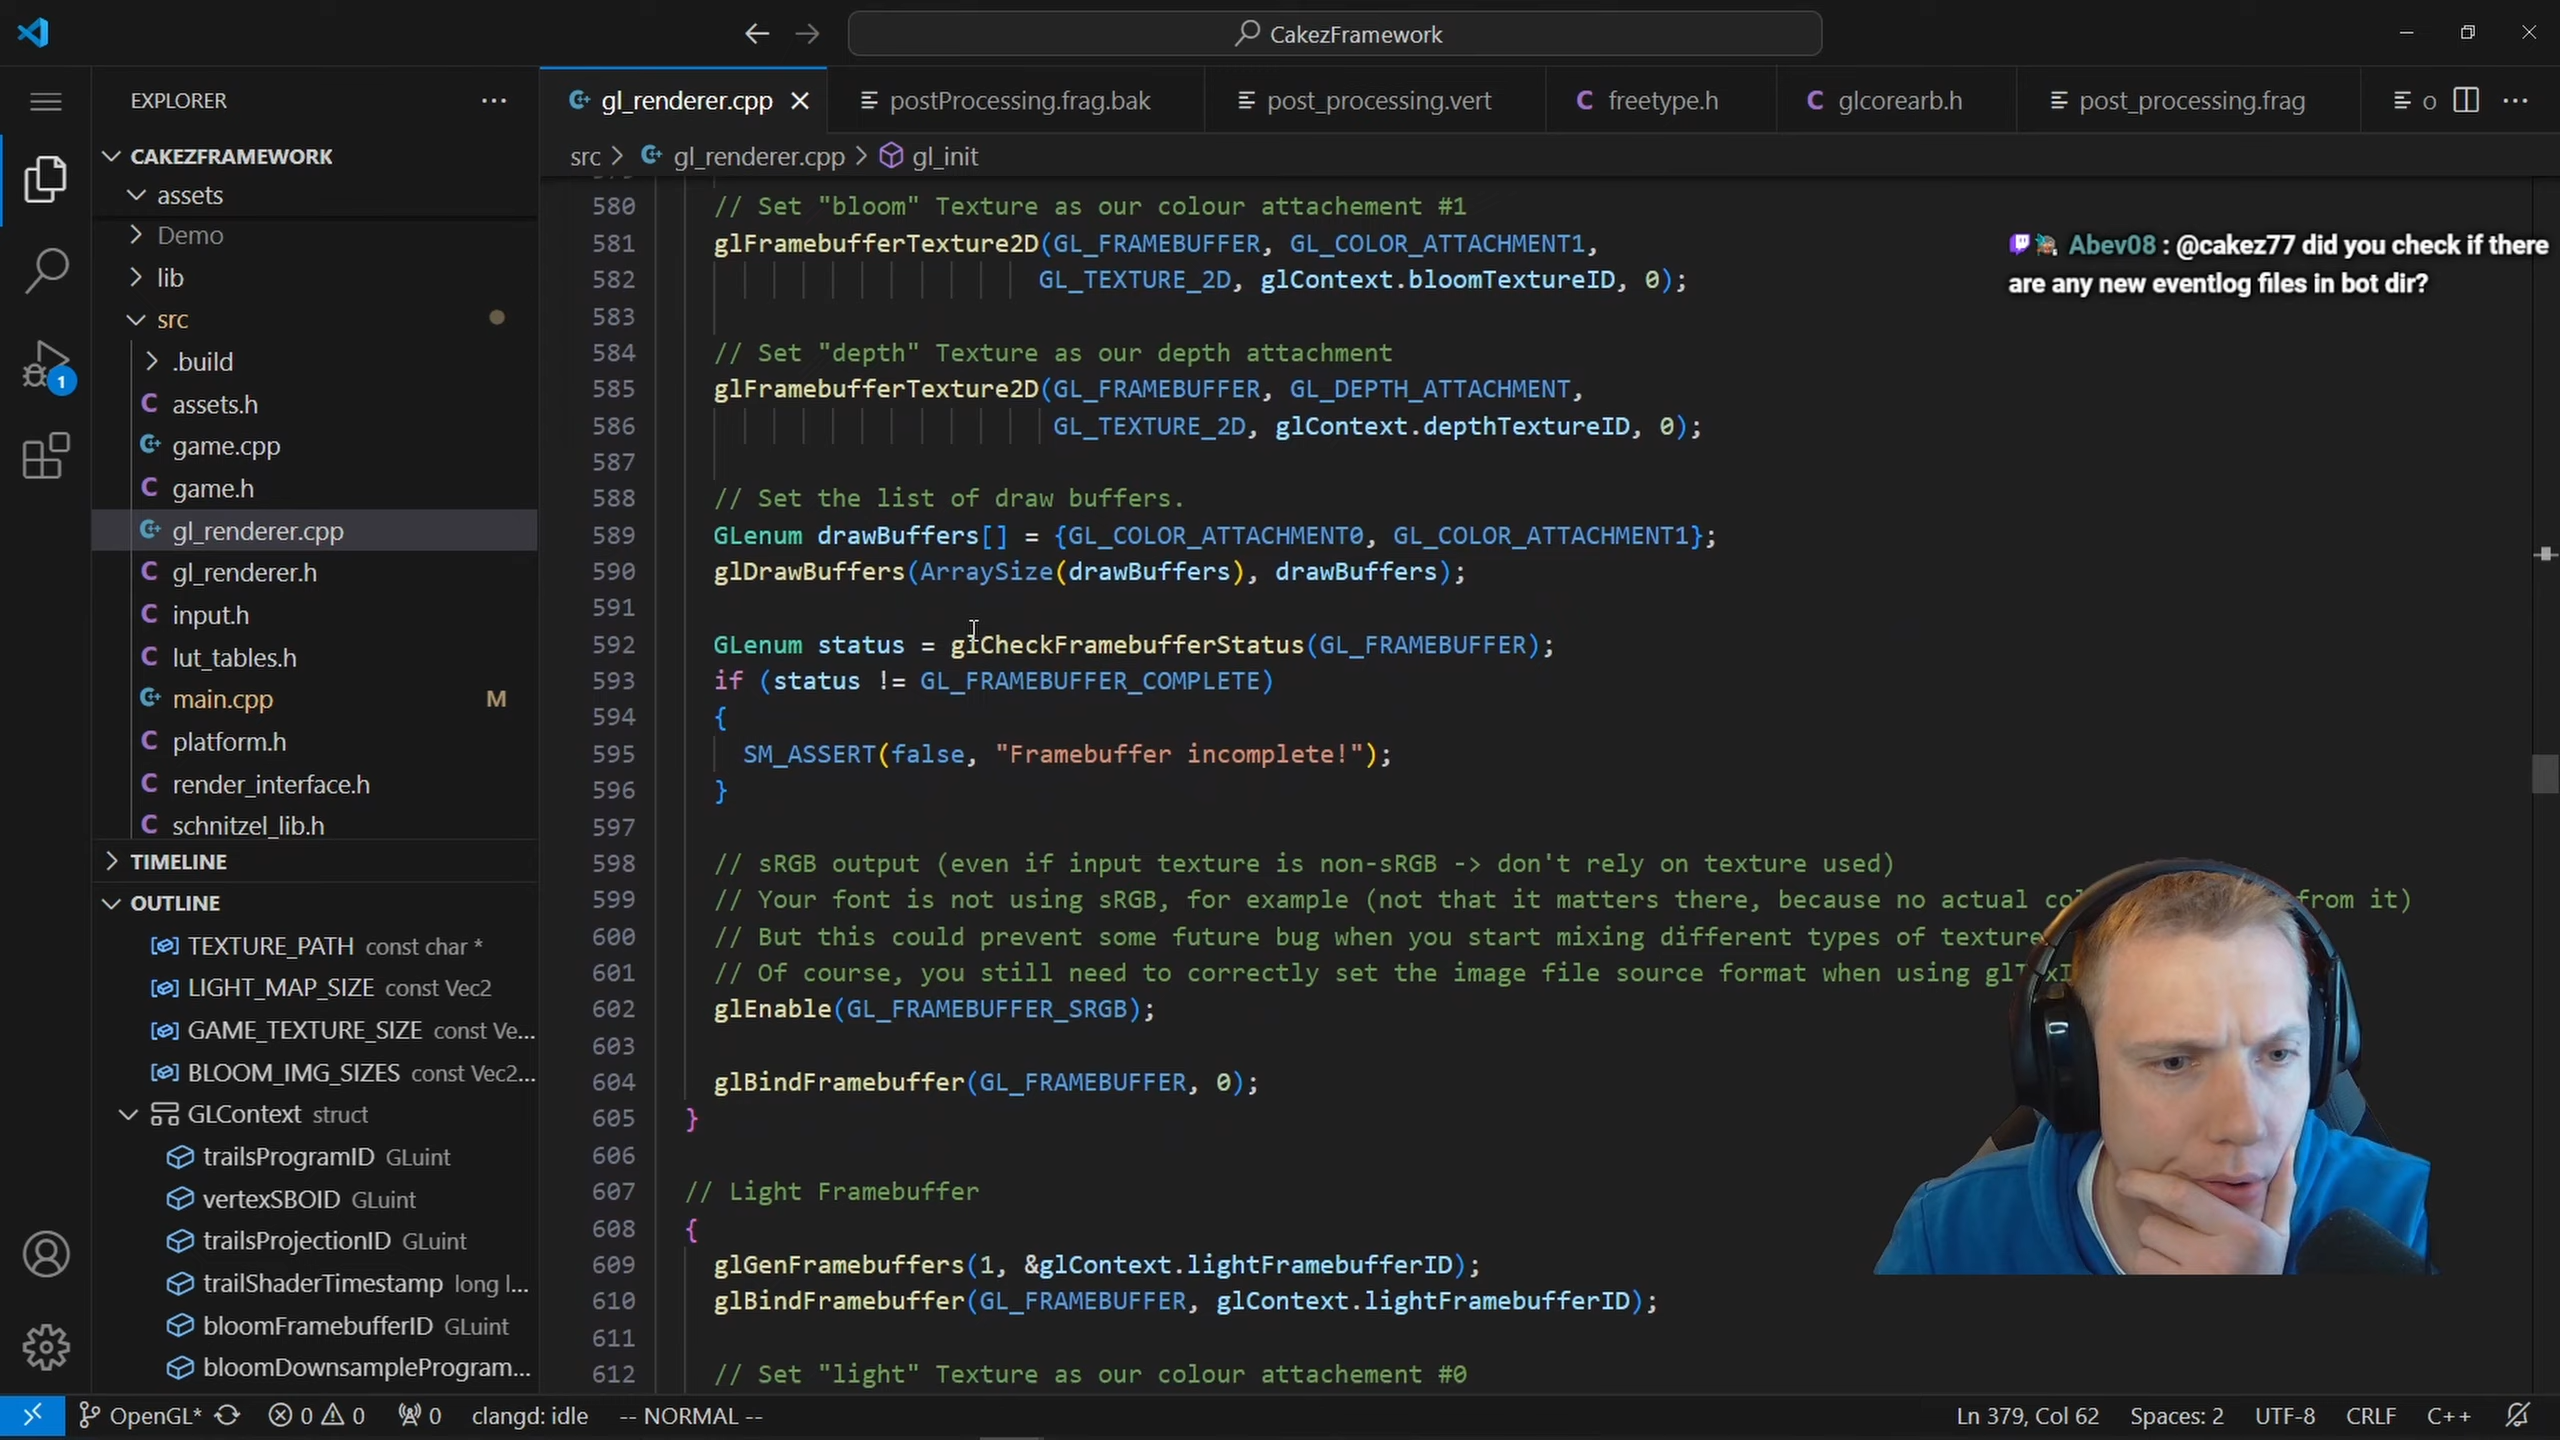 CakezFramework
EXPLORER
gl_renderer.cpp
postProcessing.frag.bak
post_processing.vert
freetype.h
glcorearb.h
post_processing.frag
o
CAKEZFRAMEWORK
src > gl_renderer.cpp > gl_init
assets
Demo
lib
src
.build
assets.h
game.cpp
game.h
gl_renderer.cpp
gl_renderer.h
input.h
lut_tables.h
main.cpp M
platform.h
render_interface.h
schnitzel_lib.h
TIMELINE
OUTLINE
TEXTURE_PATH const char *
LIGHT_MAP_SIZE const Vec2
GAME_TEXTURE_SIZE const Ve...
BLOOM_IMG_SIZES const Vec2...
GLContext struct
trailsProgramID GLuint
vertexSBOID GLuint
trailsProjectionID GLuint
trailShaderTimestamp long l...
bloomFramebufferID GLuint
bloomDownsampleProgram...
1
580 // Set "bloom" Texture as our colour attachement #1
581 glFramebufferTexture2D(GL_FRAMEBUFFER, GL_COLOR_ATTACHMENT1,
582 GL_TEXTURE_2D, glContext.bloomTextureID, 0);
583
584 // Set "depth" Texture as our depth attachment
585 glFramebufferTexture2D(GL_FRAMEBUFFER, GL_DEPTH_ATTACHMENT,
586 GL_TEXTURE_2D, glContext.depthTextureID, 0);
587
588 // Set the list of draw buffers.
589 GLenum drawBuffers[] = {GL_COLOR_ATTACHMENT0, GL_COLOR_ATTACHMENT1};
590 glDrawBuffers(ArraySize(drawBuffers), drawBuffers);
591
592 GLenum status = glCheckFramebufferStatus(GL_FRAMEBUFFER);
593 if (status != GL_FRAMEBUFFER_COMPLETE)
594 {
595 SM_ASSERT(false, "Framebuffer incomplete!");
596 }
597
598 // sRGB output (even if input texture is non-sRGB -> don't rely on texture used)
599 // Your font is not using sRGB, for example (not that it matters there, because no actual from it)
600 // But this could prevent some future bug when you start mixing different types of texture
601 // Of course, you still need to correctly set the image file source format when using
602 glEnable(GL_FRAMEBUFFER_SRGB);
603
604 glBindFramebuffer(GL_FRAMEBUFFER, 0);
605 }
606
607 // Light Framebuffer
608 {
609 glGenFramebuffers(1, &glContext.lightFramebufferID);
610 glBindFramebuffer(GL_FRAMEBUFFER, glContext.lightFramebufferID);
611
612 // Set "light" Texture as our colour attachement #0
Abev08 : @cakez77 did you check if there
are any new eventlog files in bot dir?
OpenGL* 0 0 0 clangd: idle -- NORMAL --
Ln 379, Col 62 Spaces: 2 UTF-8 CRLF C++